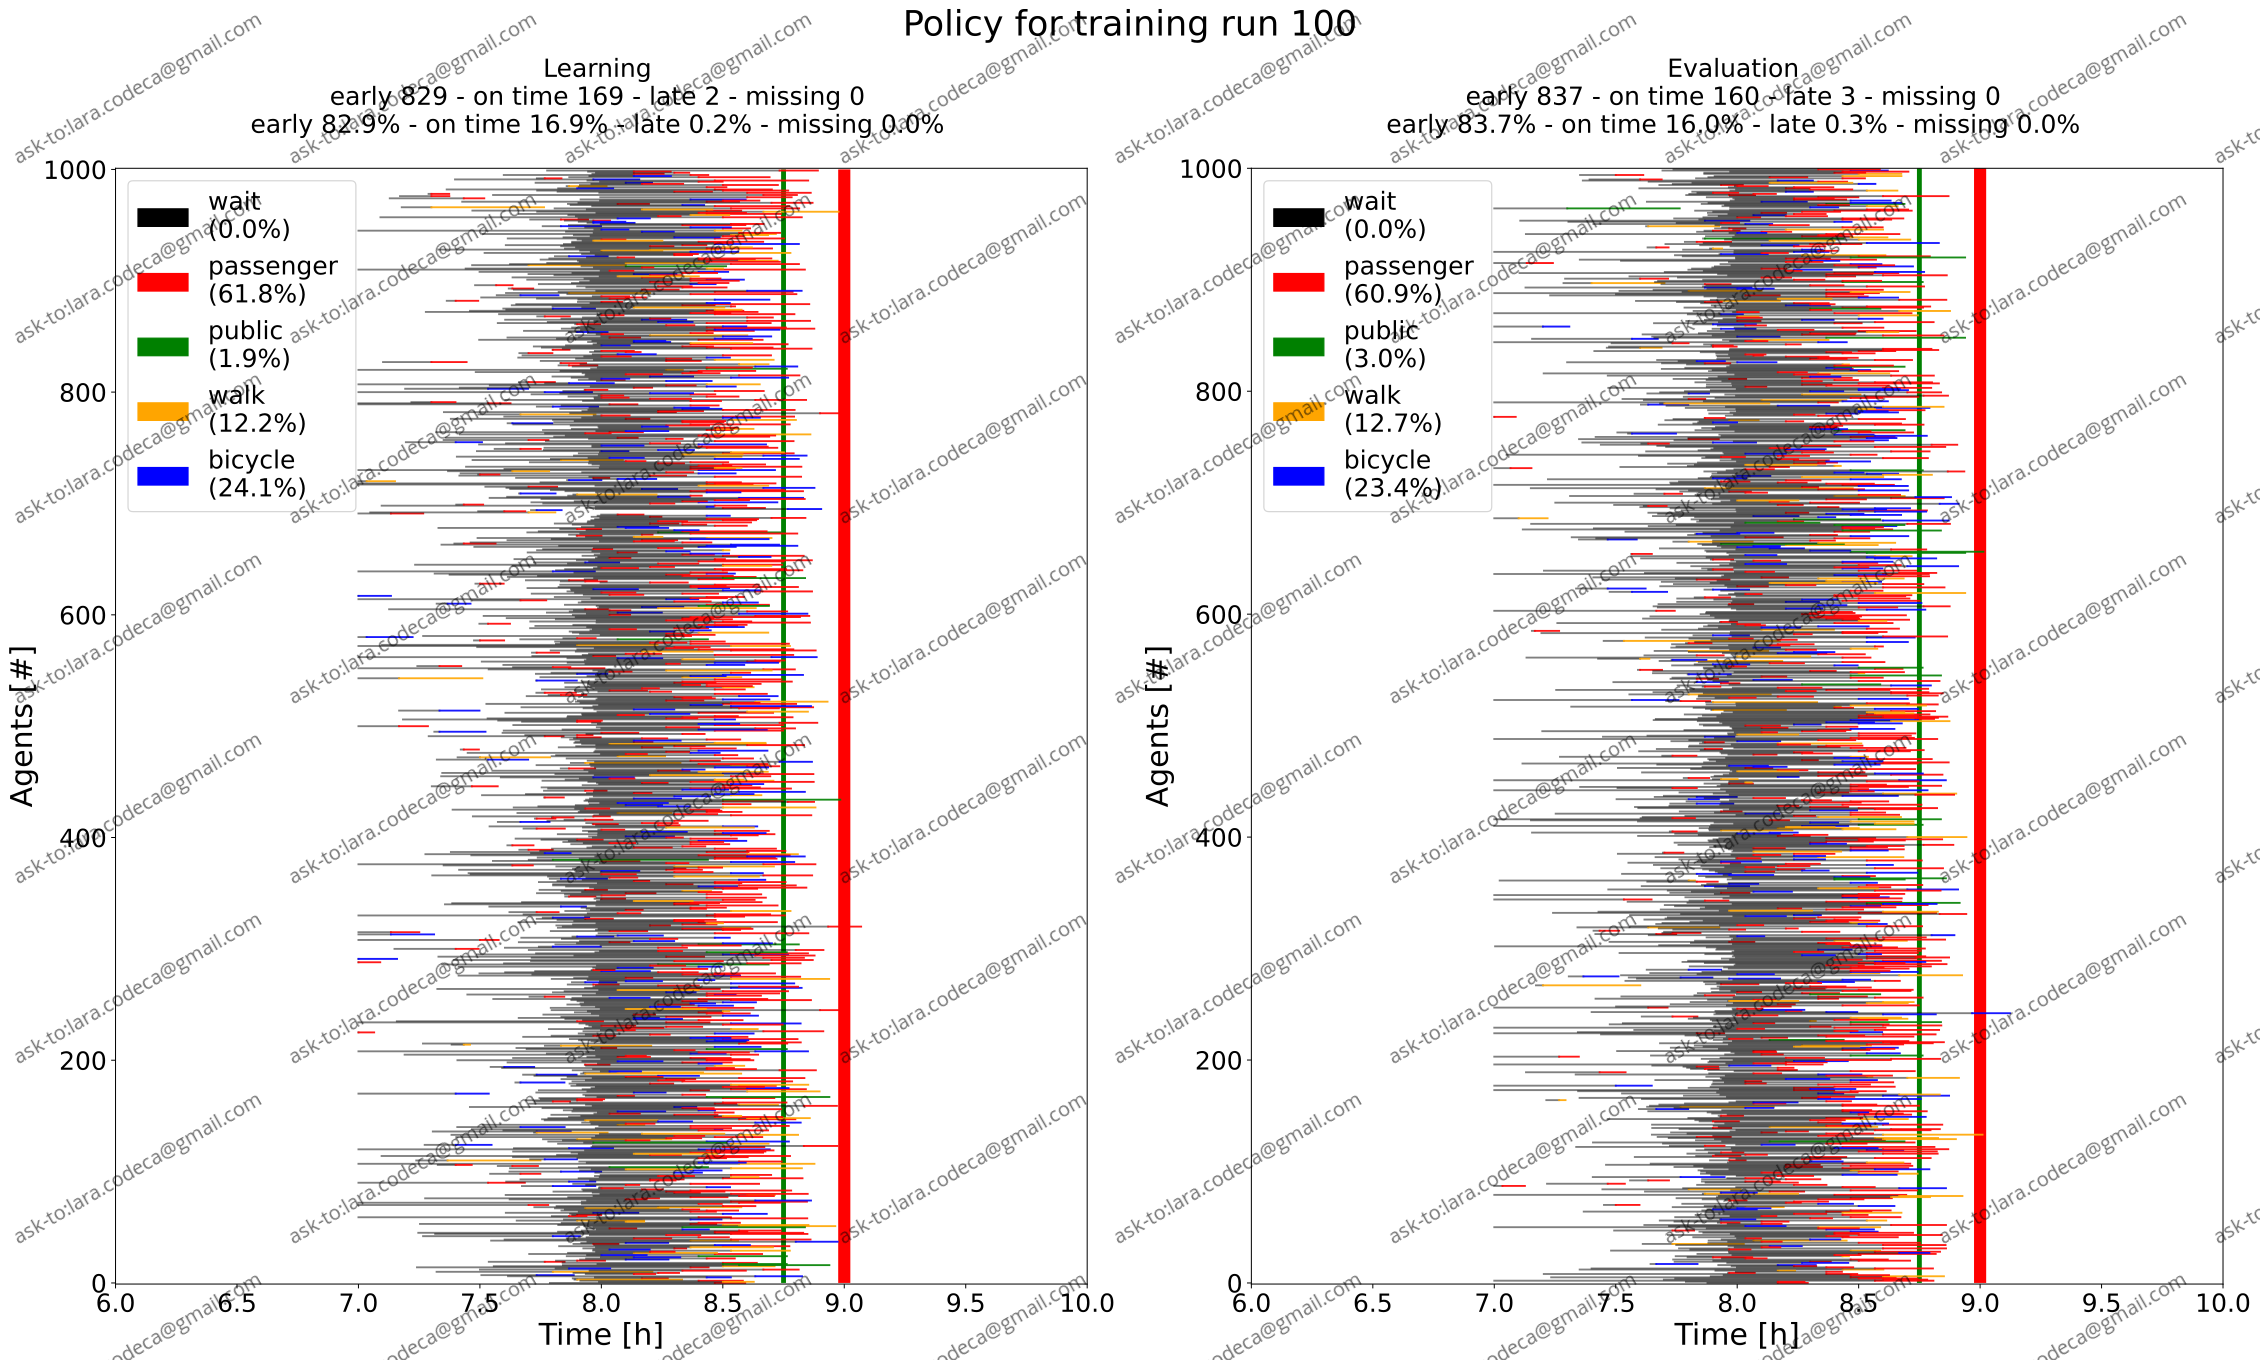 Policy for training run 100
Learning
early 829 - on time 169 - late 2 - missing 0
early 82.9% - on time 16.9% - late 0.2% - missing 0.0%
1000
800
600
400
200
0
Agents [#]
wait
(0.0%)
passenger
(61.8%)
public
(1.9%)
walk
(12.2%)
bicycle
(24.1%)
6.0 6.5 7.0 7.5 8.0 8.5 9.0 9.5 10.0
Time [h]
Evaluation
early 837 - on time 160 - late 3 - missing 0
early 83.7% - on time 16.0% - late 0.3% - missing 0.0%
1000
800
600
400
200
0
Agents [#]
wait
(0.0%)
passenger
(60.9%)
public
(3.0%)
walk
(12.7%)
bicycle
(23.4%)
6.0 6.5 7.0 7.5 8.0 8.5 9.0 9.5 10.0
Time [h]
ask-to:lara.codeca@gmail.com